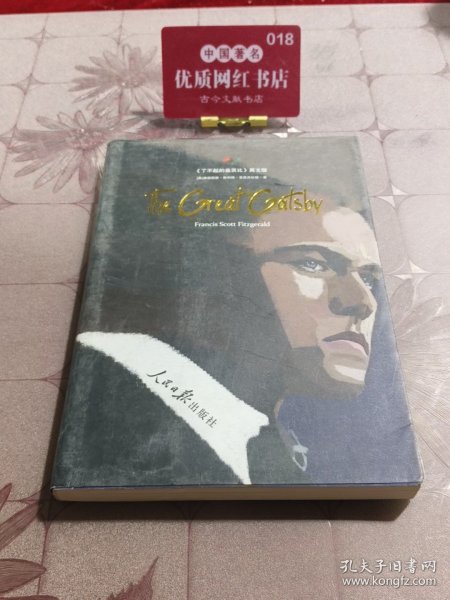 018
中国著名
优质网红书店
古今文献书店
《了不起的盖茨比》英文版
The Great Gatsby
Francis Scott Fitzgerald
人民日报出版社
孔夫子旧书网
www.kongfz.com